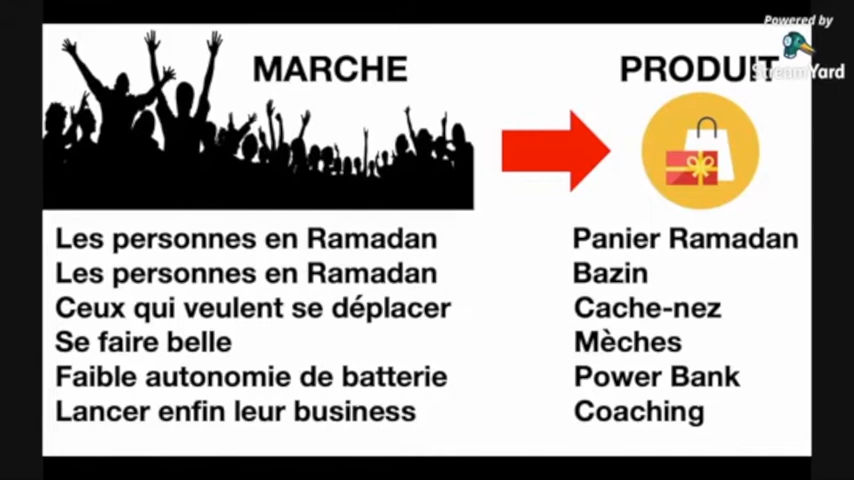 Powered by
StreamYard
MARCHE
PRODUIT
Les personnes en Ramadan
Panier Ramadan
Les personnes en Ramadan
Bazin
Ceux qui veulent se déplacer
Cache-nez
Se faire belle
Mèches
Faible autonomie de batterie
Power Bank
Lancer enfin leur business
Coaching